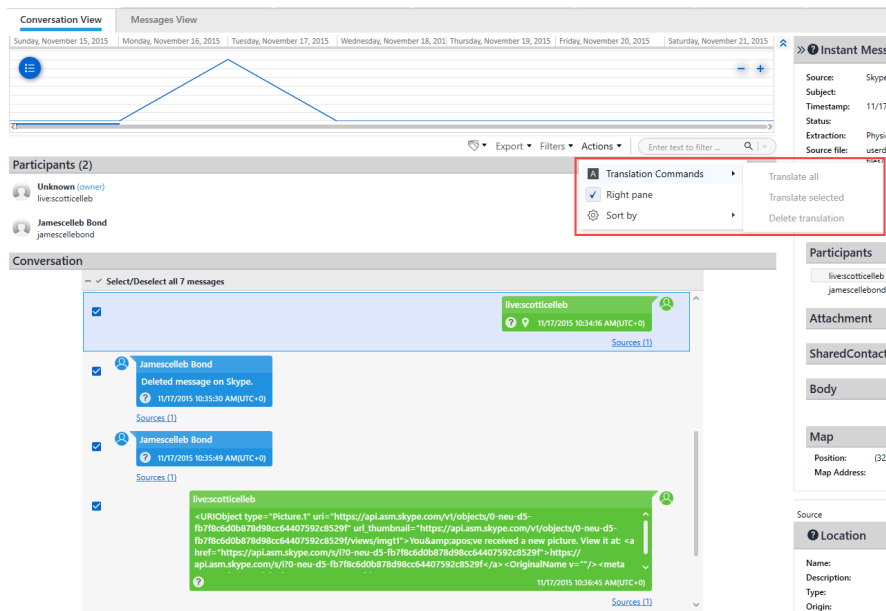 Conversation View
Messages View
Sunday, November 15, 2015 Monday, November 16, 2015 Tuesday, November 17, 2015 Wednesday, November 18, 201 Thursday, November 19, 2015 Friday, November 20, 2015 Saturday, November 21, 2015
Export Filters Actions Enter text to filter ...
Participants (2)
Unknown (owner)
live:scotticelleb
Jamescelleb Bond
jamescellebond
A Translation Commands
Right pane
Sort by
Translate all
Translate selected
Delete translation
Conversation
Select/Deselect all 7 messages
live:scotticelleb
11/17/2015 10:34:16 AM(UTC+0)
Sources (1)
Jamescelleb Bond
Deleted message on Skype.
11/17/2015 10:35:30 AM(UTC+0)
Sources (1)
Jamescelleb Bond
11/17/2015 10:35:49 AM(UTC+0)
Sources (1)
live:scotticelleb
<URIObject type="Picture.1" uri="https://api.asm.skype.com/v1/objects/0-neu-d5-
fb7f8c6d0b878d98cc64407592c8529f" url_thumbnail="https://api.asm.skype.com/v1/objects/0-neu-d5-
fb7f8c6d0b878d98cc64407592c8529f/views/imgt1">You&amp;apos;ve received a new picture. View it at: <a
href="https://api.asm.skype.com/s/i?0-neu-d5-fb7f8c6d0b878d98cc64407592c8529f">https://
api.asm.skype.com/s/i?0-neu-d5-fb7f8c6d0b878d98cc64407592c8529f</a><OriginalName v=""/><meta
11/17/2015 10:36:45 AM(UTC+0)
Sources (1)
Instant Mess
Source: Skype
Subject:
Timestamp: 11/17
Status:
Extraction: Physi
Source file: userd
Participants
live:scotticelleb
jamescellebond
Attachment
SharedContact
Body
Map
Position: (32
Map Address:
Source
Location
Name:
Description:
Type:
Origin: